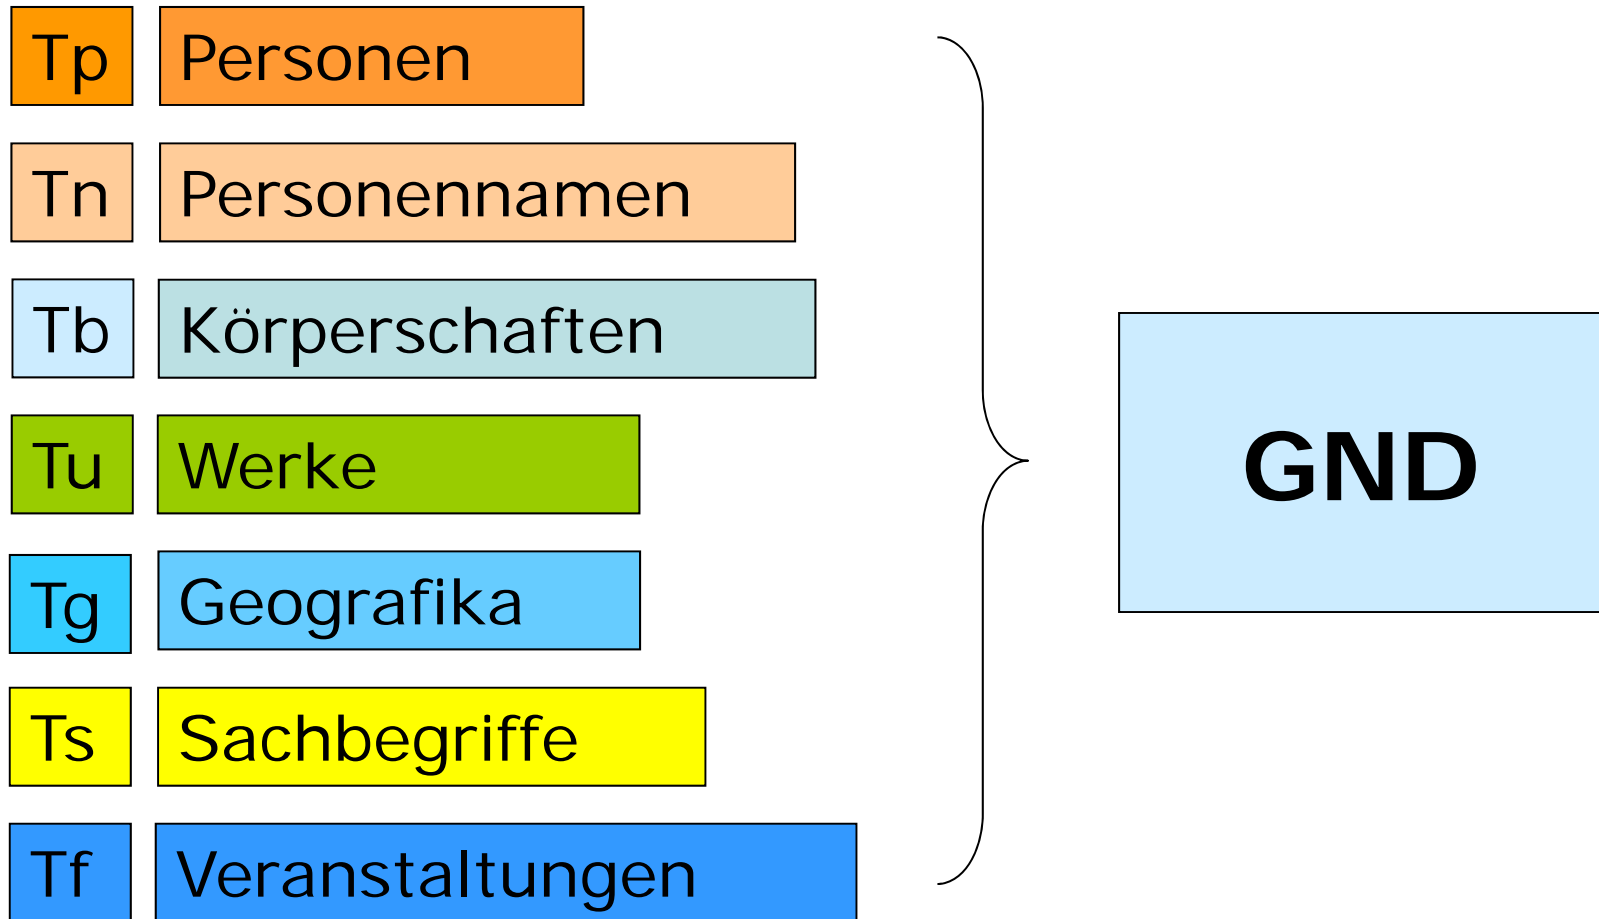 Tp Personen
Tn Personennamen
Tb Körperschaften
Tu Werke
Tg Geografika
Ts Sachbegriffe
Tf Veranstaltungen
GND